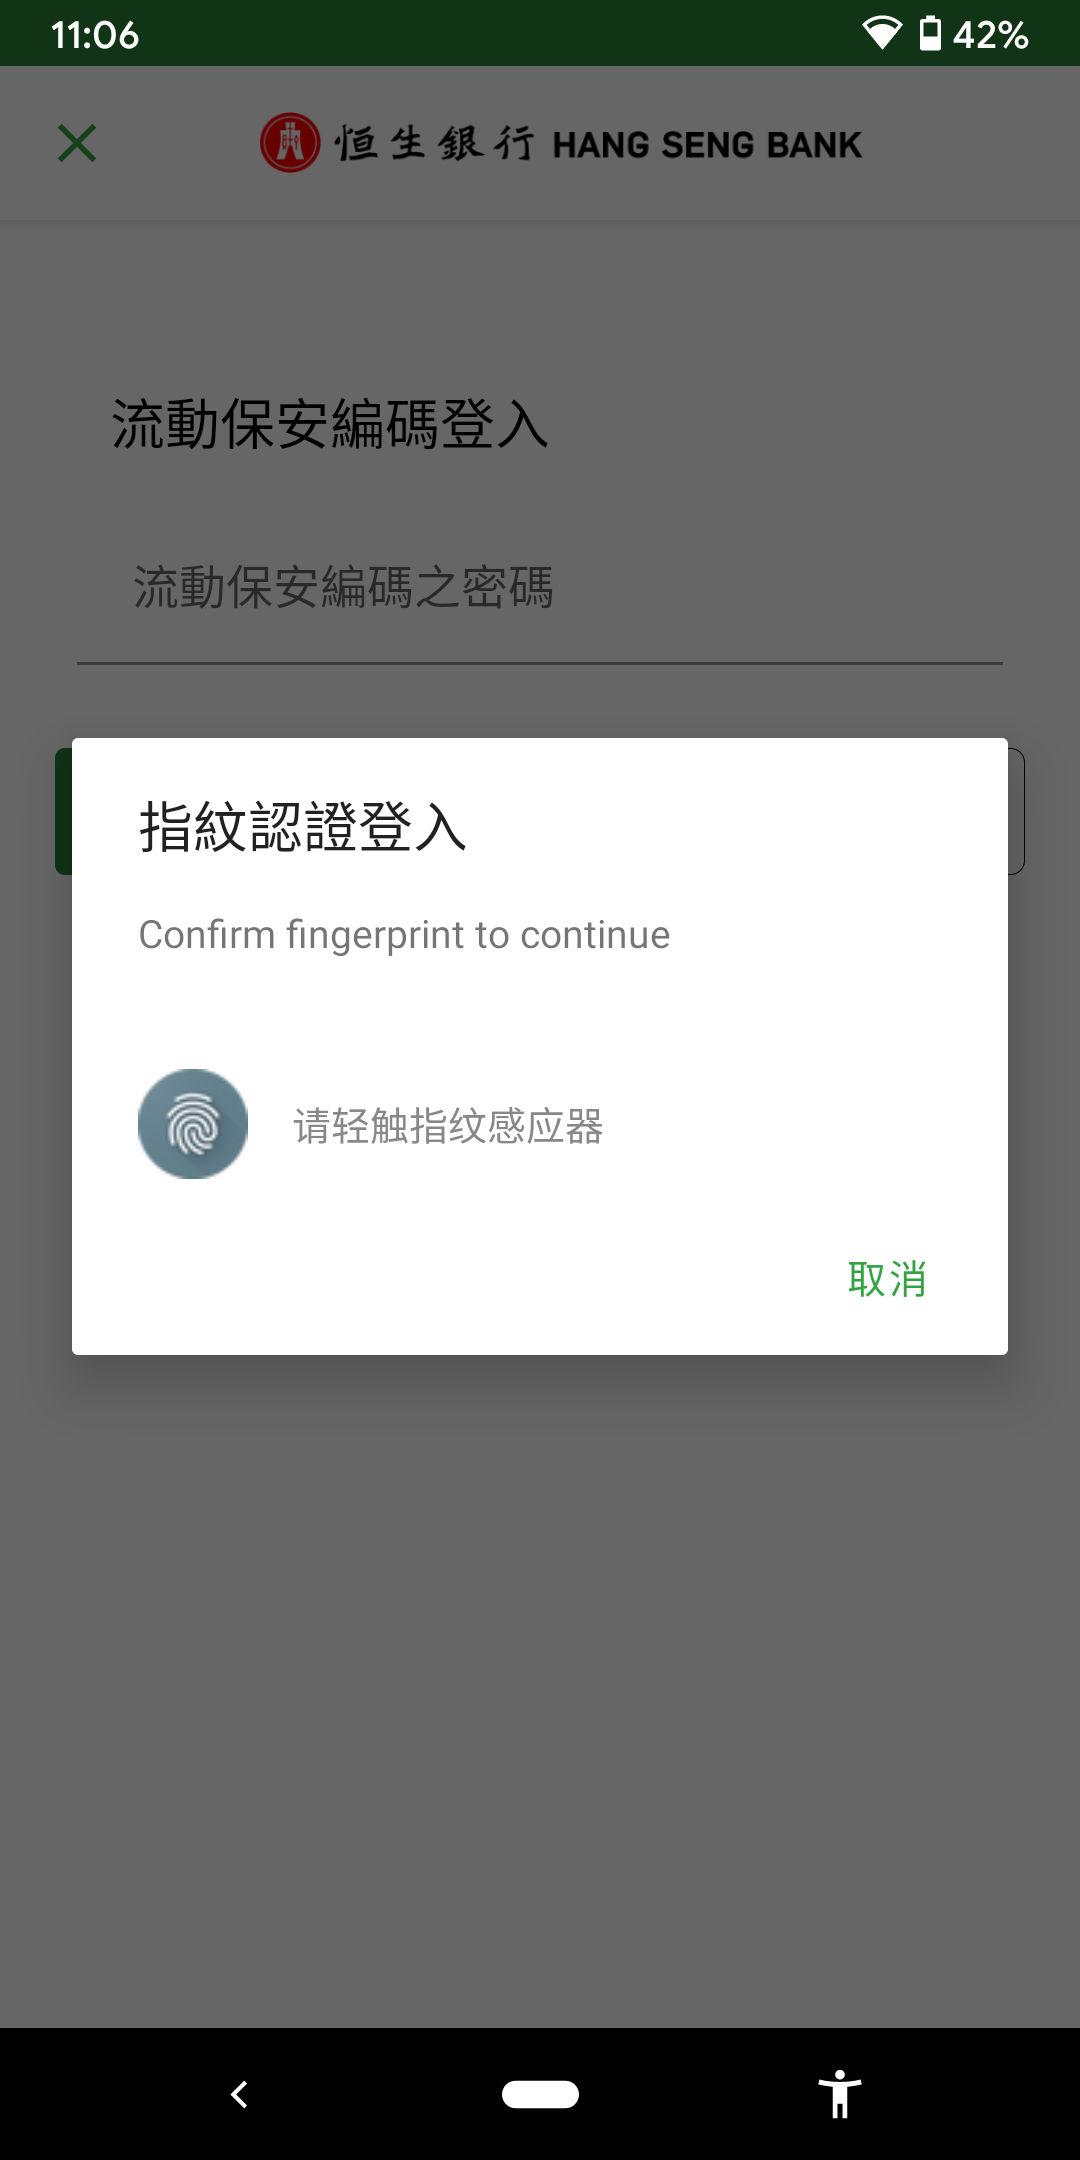 11:06
42%
恒生銀行 HANG SENG BANK
流動保安編碼登入
流動保安編碼之密碼
指紋認證登入
Confirm fingerprint to continue
请轻触指纹感应器
取消